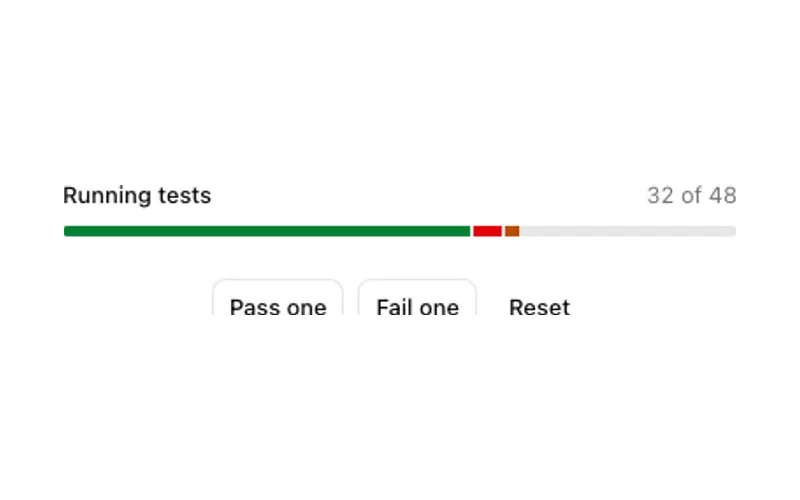 Running tests
32 of 48
Pass one
Fail one
Reset